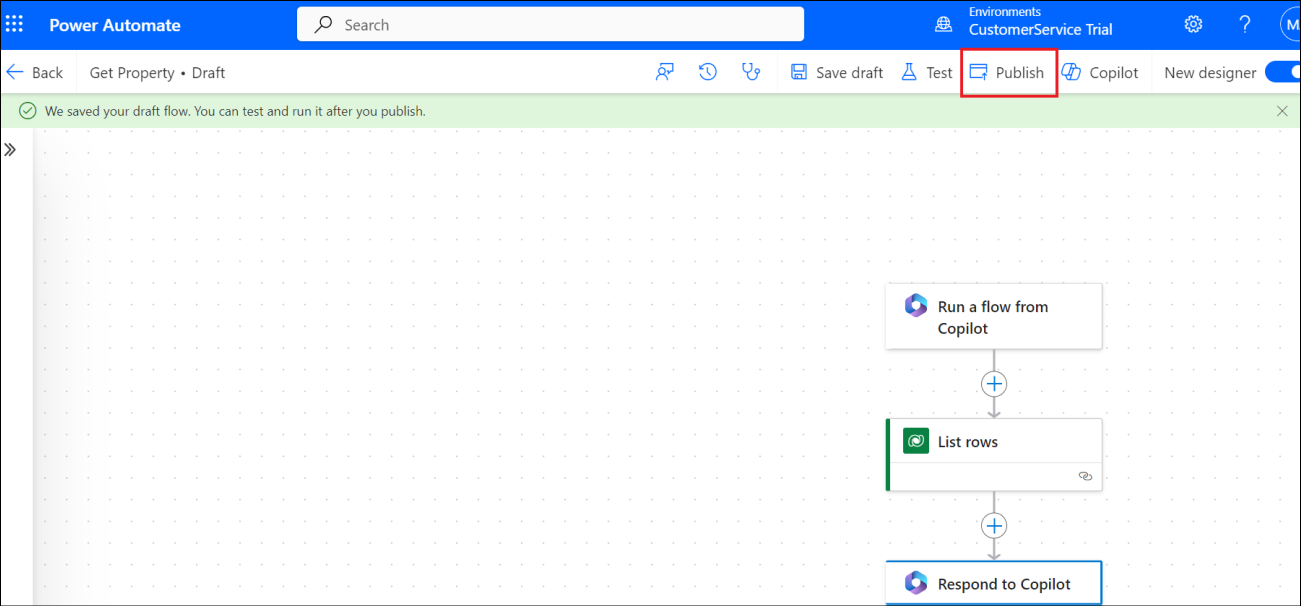 Power Automate
Search
Environments
CustomerService Trial
?
M
Back
Get Property • Draft
Save draft
Test
Publish
Copilot
New designer
We saved your draft flow. You can test and run it after you publish.
Run a flow from
Copilot
List rows
Respond to Copilot